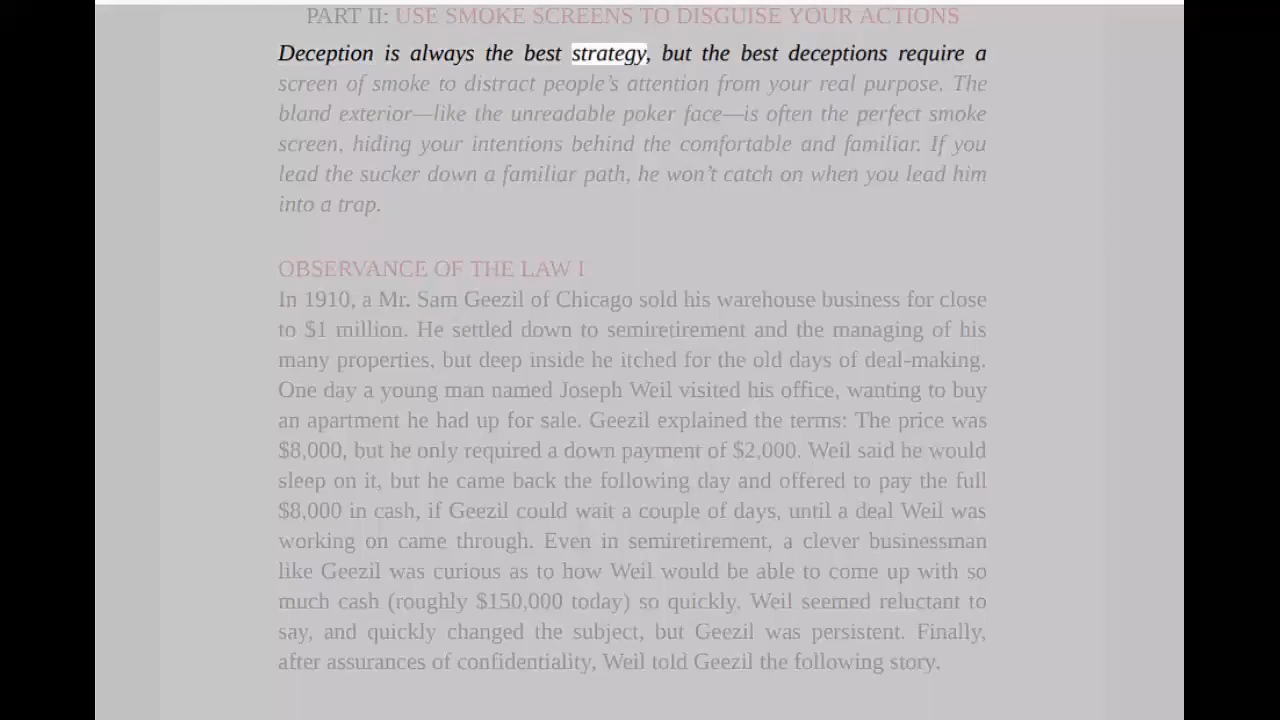 PART II: USE SMOKE SCREENS TO DISGUISE YOUR ACTIONS
Deception is always the best strategy, but the best deceptions require a
screen of smoke to distract people’s attention from your real purpose. The
bland exterior—like the unreadable poker face—is often the perfect smoke
screen, hiding your intentions behind the comfortable and familiar. If you
lead the sucker down a familiar path, he won’t catch on when you lead him
into a trap.
OBSERVANCE OF THE LAW I
In 1910, a Mr. Sam Geezil of Chicago sold his warehouse business for close
to $1 million. He settled down to semiretirement and the managing of his
many properties, but deep inside he itched for the old days of deal-making.
One day a young man named Joseph Weil visited his office, wanting to buy
an apartment he had up for sale. Geezil explained the terms: The price was
$8,000, but he only required a down payment of $2,000. Weil said he would
sleep on it, but he came back the following day and offered to pay the full
$8,000 in cash, if Geezil could wait a couple of days, until a deal Weil was
working on came through. Even in semiretirement, a clever businessman
like Geezil was curious as to how Weil would be able to come up with so
much cash (roughly $150,000 today) so quickly. Weil seemed reluctant to
say, and quickly changed the subject, but Geezil was persistent. Finally,
after assurances of confidentiality, Weil told Geezil the following story.